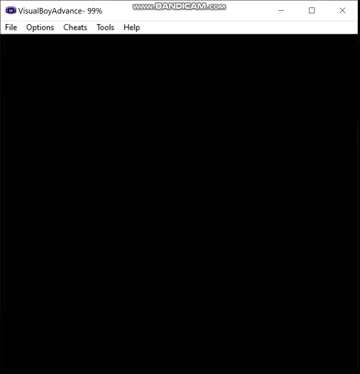 VisualBoyAdvance- 99%
www.BANDICAM.com
File Options Cheats Tools Help